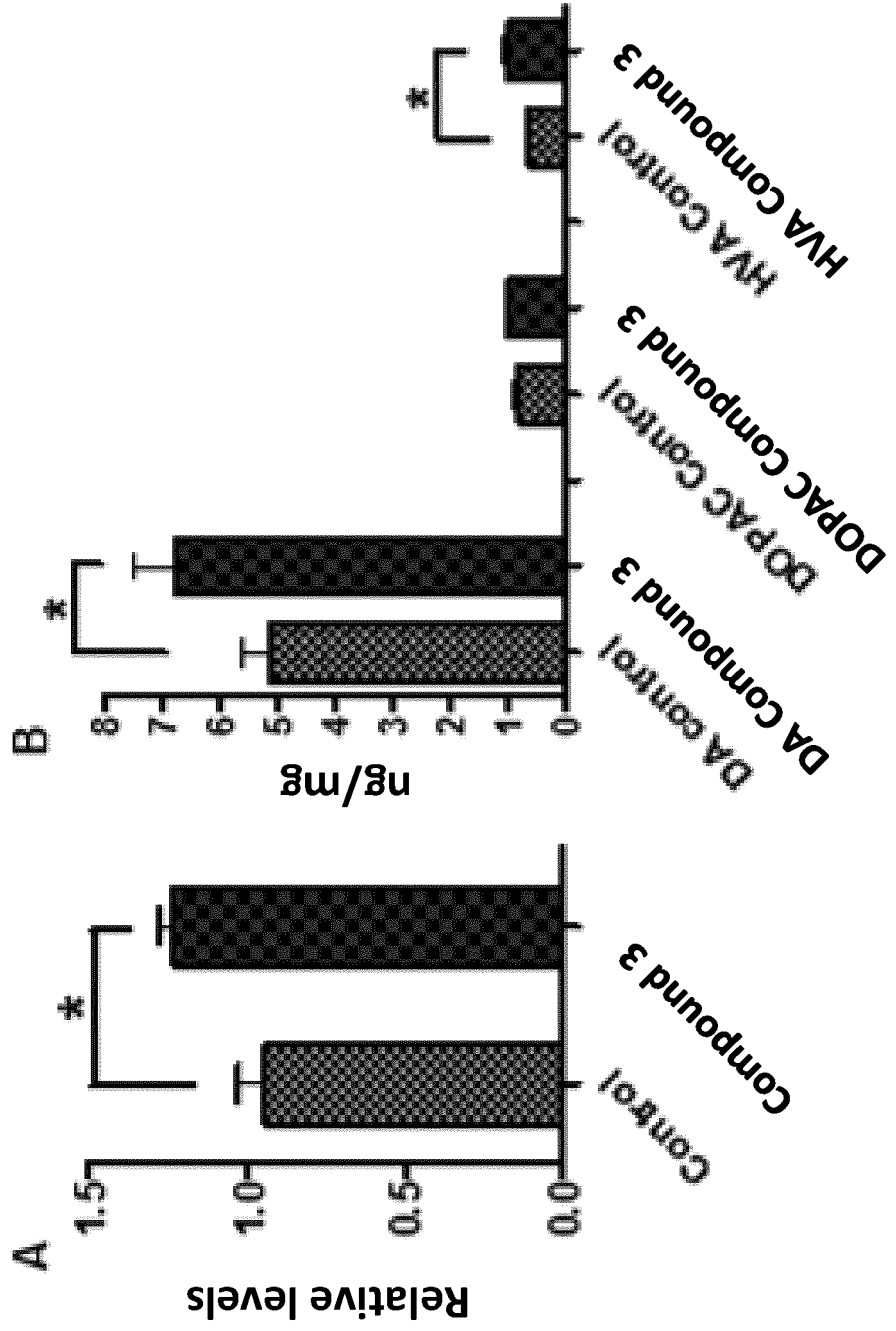 A
Relative levels
1.5
1.0
0.5
0.0
*
Control
Compound 3
B
ng/mg
8
7
6
5
4
3
2
1
0
*
*
DA control
DA Compound 3
DOPAC Control
DOPAC Compound 3
HVA Control
HVA Compound 3